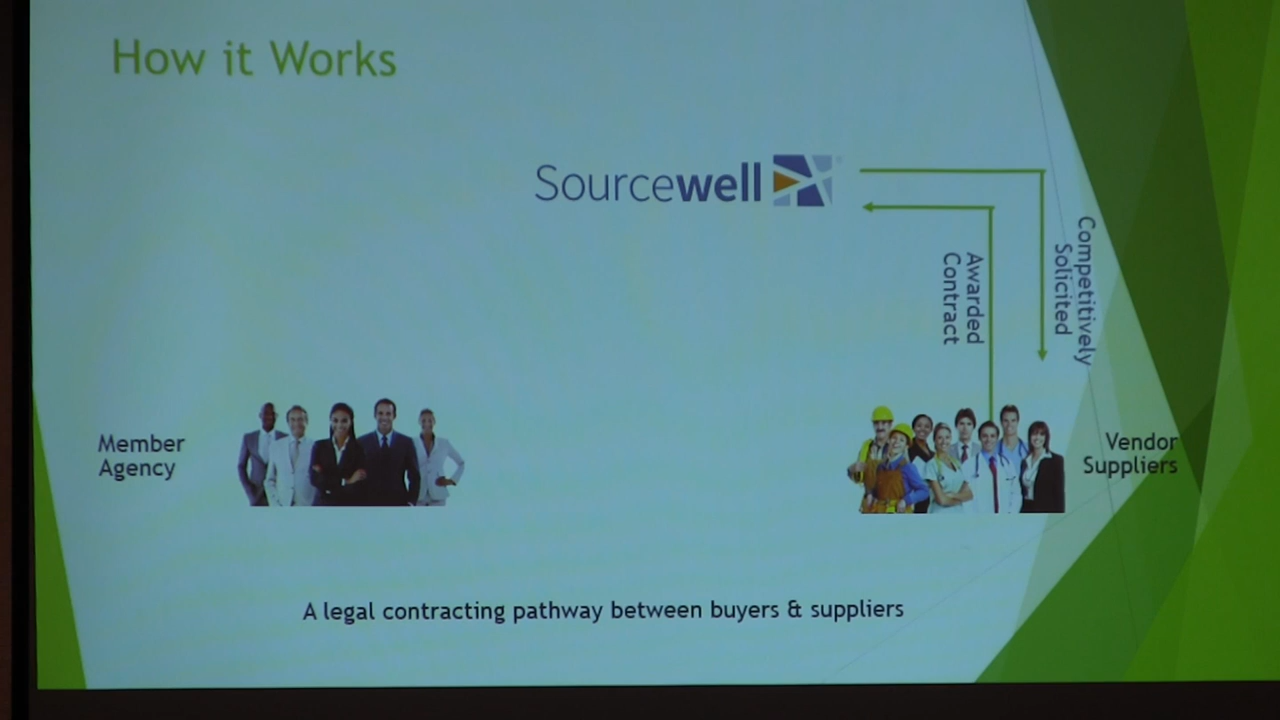 How it Works
Sourcewell
Competitively
Solicited
Awarded
Contract
Member
Agency
Vendor
Suppliers
A legal contracting pathway between buyers & suppliers